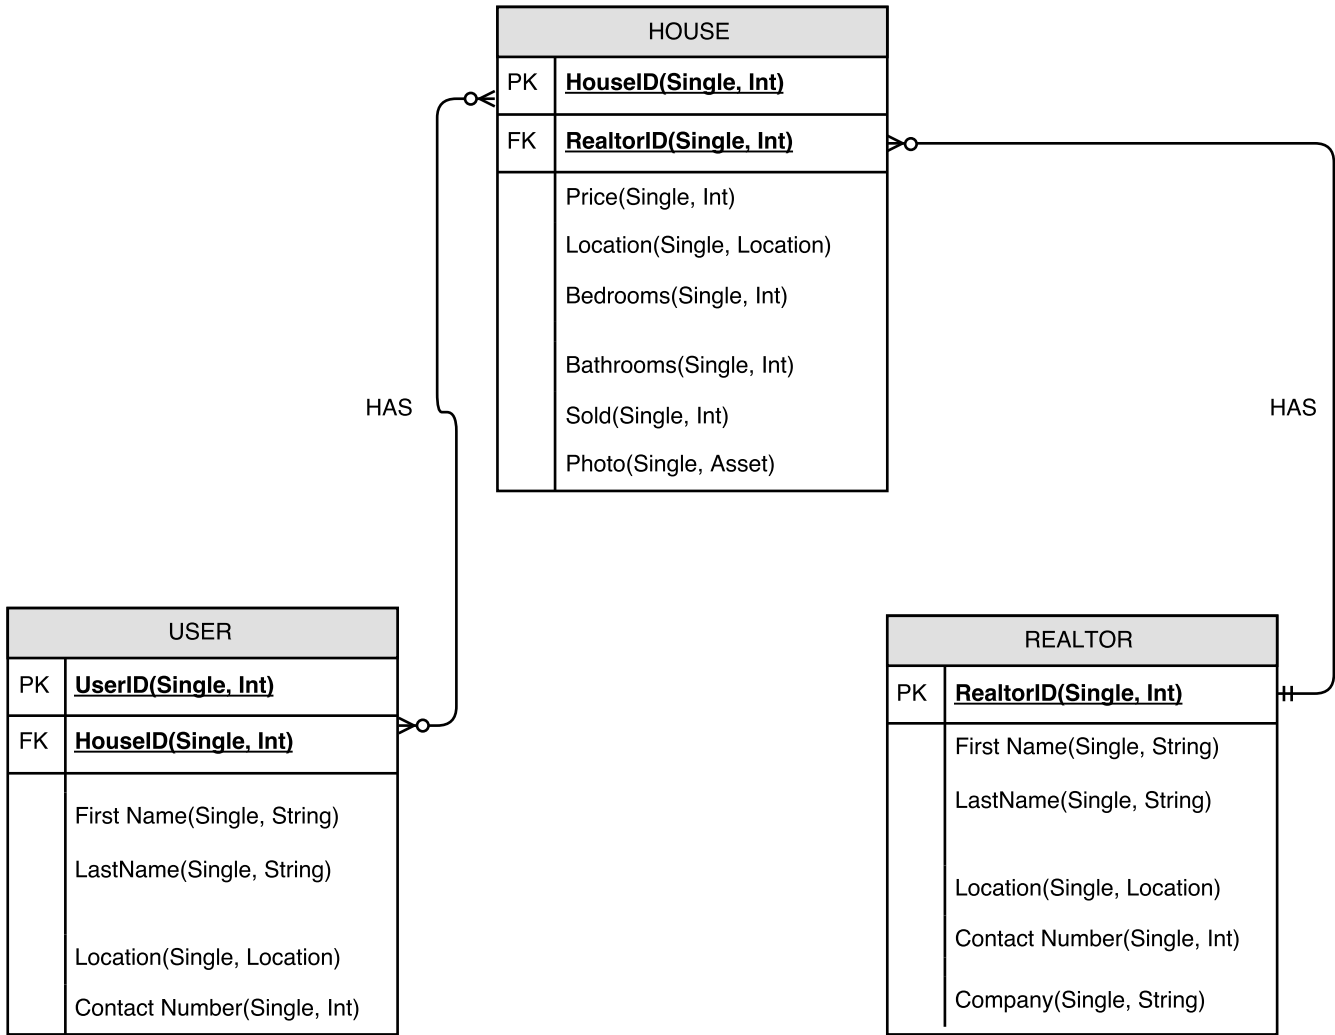 HOUSE
PK HouseID(Single, Int)
FK RealtorID(Single, Int)
Price(Single, Int)
Location(Single, Location)
Bedrooms(Single, Int)
Bathrooms(Single, Int)
Sold(Single, Int)
Photo(Single, Asset)
HAS
HAS
USER
PK UserID(Single, Int)
FK HouseID(Single, Int)
First Name(Single, String)
LastName(Single, String)
Location(Single, Location)
Contact Number(Single, Int)
REALTOR
PK RealtorID(Single, Int)
First Name(Single, String)
LastName(Single, String)
Location(Single, Location)
Contact Number(Single, Int)
Company(Single, String)